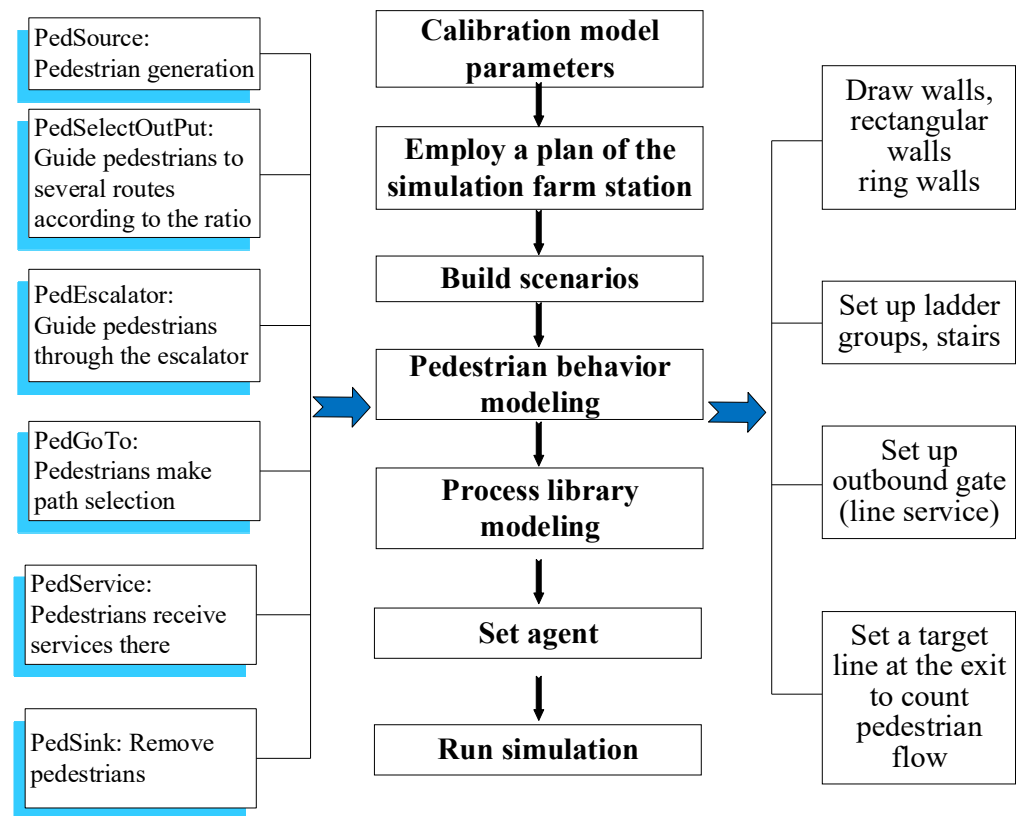 PedSource:
Pedestrian generation
PedSelectOutPut:
Guide pedestrians to
several routes
according to the ratio
PedEscalator:
Guide pedestrians
through the escalator
PedGoTo:
Pedestrians make
path selection
PedService:
Pedestrians receive
services there
PedSink: Remove
pedestrians
Calibration model
parameters
Employ a plan of the
simulation farm station
Build scenarios
Pedestrian behavior
modeling
Process library
modeling
Set agent
Run simulation
Draw walls,
rectangular
walls
ring walls
Set up ladder
groups, stairs
Set up
outbound gate
(line service)
Set a target
line at the exit
to count
pedestrian
flow